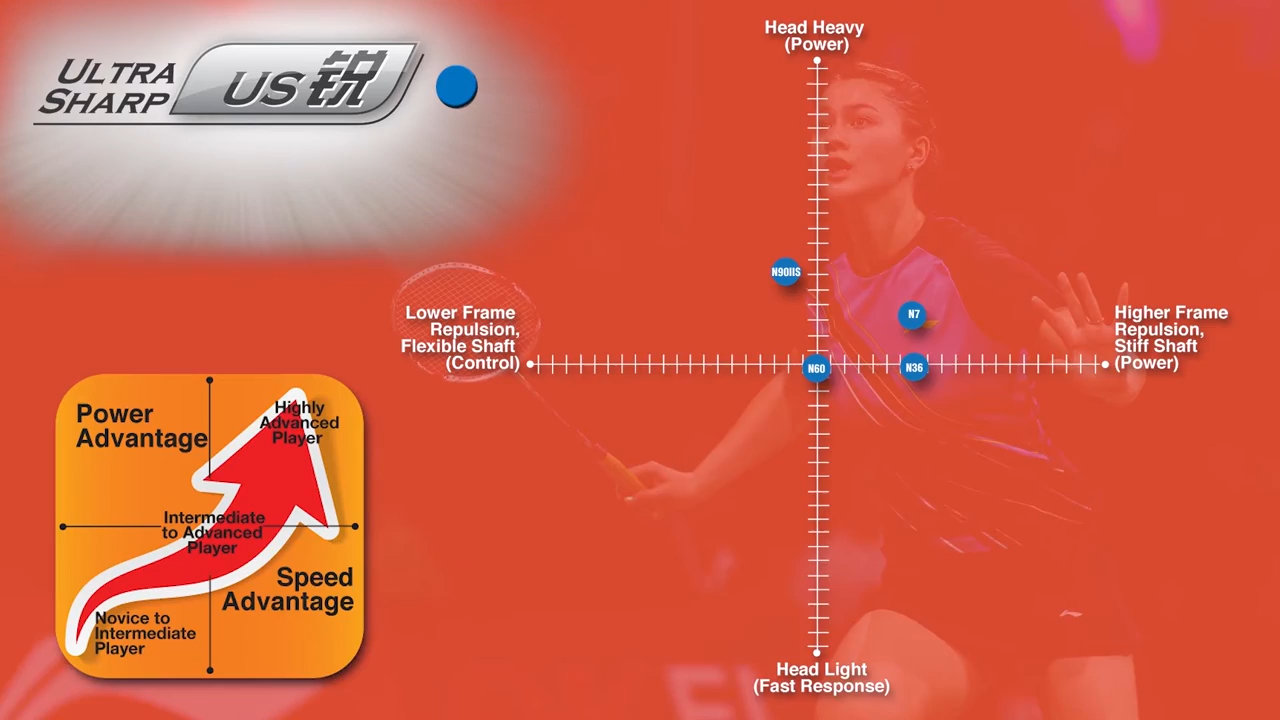 ULTRA
SHARP
US 锐
Head Heavy
(Power)
N90IIS
N7
Lower Frame
Repulsion,
Flexible Shaft
(Control)
Higher Frame
Repulsion,
Stiff Shaft
(Power)
N60
N36
Power
Advantage
Highly
Advanced
Player
Intermediate
to Advanced
Player
Speed
Advantage
Novice to
Intermediate
Player
Head Light
(Fast Response)